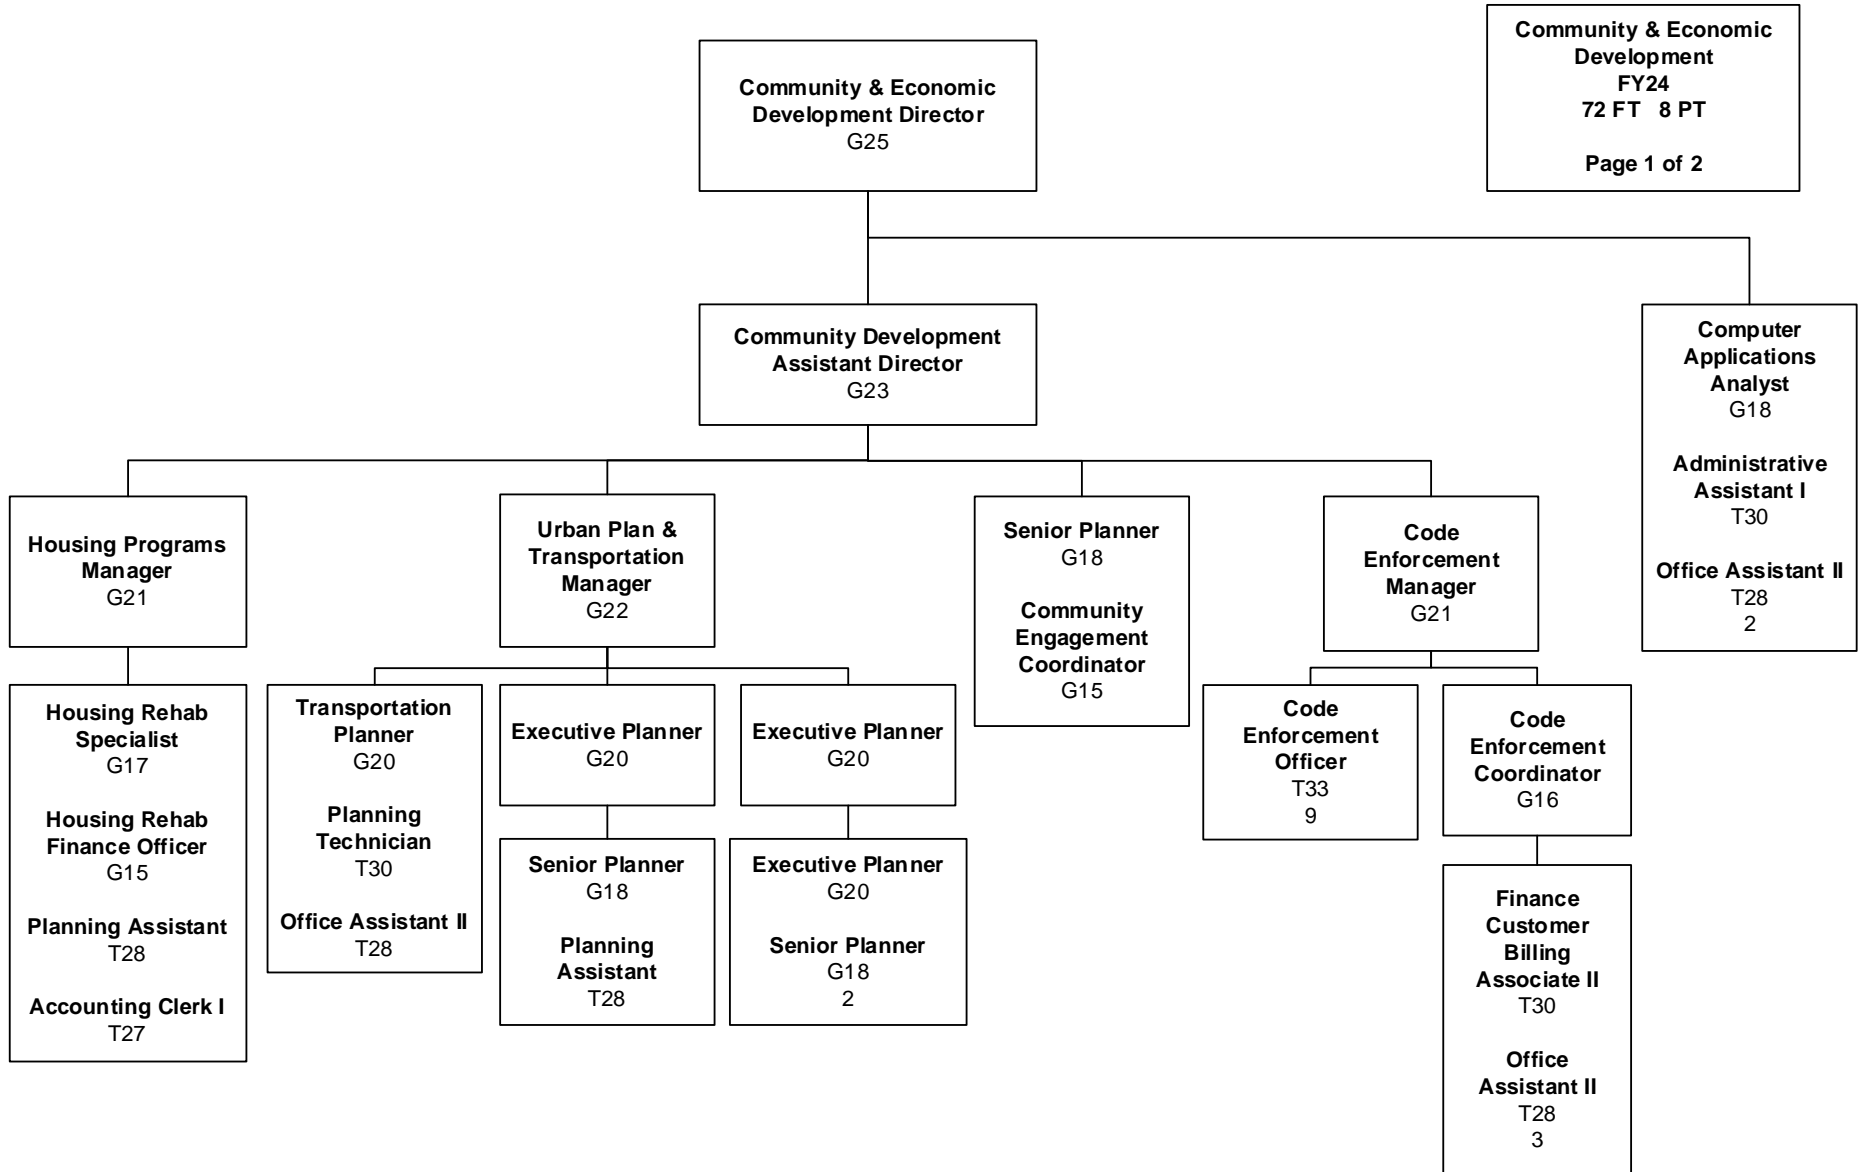 Community & Economic
Development
FY24
72 FT 8 PT
Page 1 of 2
Community & Economic
Development Director
G25
Community Development
Assistant Director
G23
Computer
Applications
Analyst
G18
Administrative
Assistant I
T30
Office Assistant II
T28
2
Housing Programs
Manager
G21
Urban Plan &
Transportation
Manager
G22
Senior Planner
G18
Community
Engagement
Coordinator
G15
Code
Enforcement
Manager
G21
Housing Rehab
Specialist
G17
Housing Rehab
Finance Officer
G15
Planning Assistant
T28
Accounting Clerk I
T27
Transportation
Planner
G20
Planning
Technician
T30
Office Assistant II
T28
Executive Planner
G20
Senior Planner
G18
Planning
Assistant
T28
Executive Planner
G20
Executive Planner
G20
Senior Planner
G18
2
Code
Enforcement
Officer
T33
9
Code
Enforcement
Coordinator
G16
Finance
Customer
Billing
Associate II
T30
Office
Assistant II
T28
3